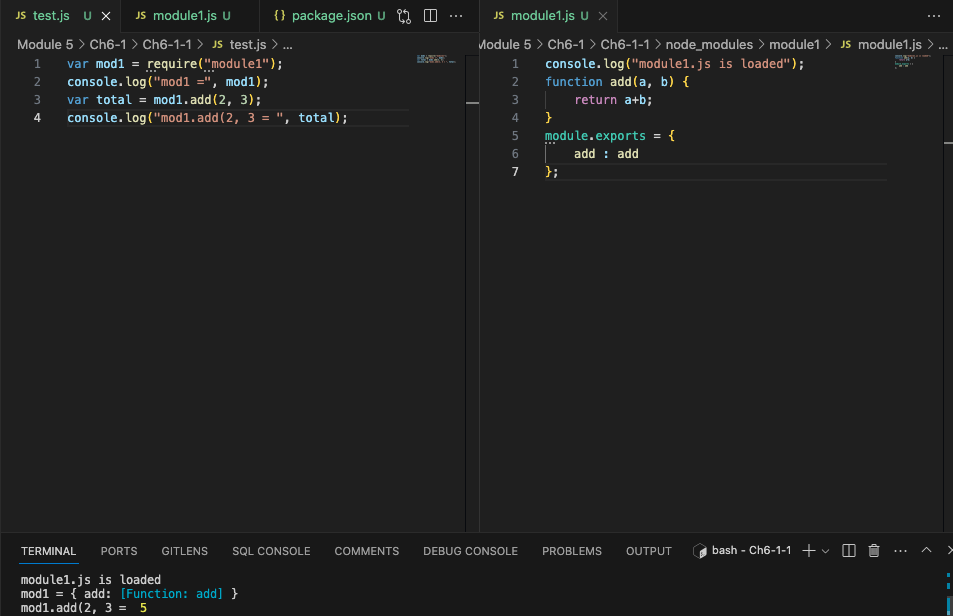 JS test.js U × JS module1.js U {} package.json U ···
Module 5 > Ch6-1 > Ch6-1-1 > JS test.js > ...
1 var mod1 = require("module1");
2 console.log("mod1 =", mod1);
3 var total = mod1.add(2, 3);
4 console.log("mod1.add(2, 3 = ", total);
JS module1.js U × ···
Module 5 > Ch6-1 > Ch6-1-1 > node_modules > module1 > JS module1.js > ...
1 console.log("module1.js is loaded");
2 function add(a, b) {
3 return a+b;
4 }
5 module.exports = {
6 add : add
7 };
TERMINAL PORTS GITLENS SQL CONSOLE COMMENTS DEBUG CONSOLE PROBLEMS OUTPUT bash - Ch6-1-1 + ···
module1.js is loaded
mod1 = { add: [Function: add] }
mod1.add(2, 3 =  5